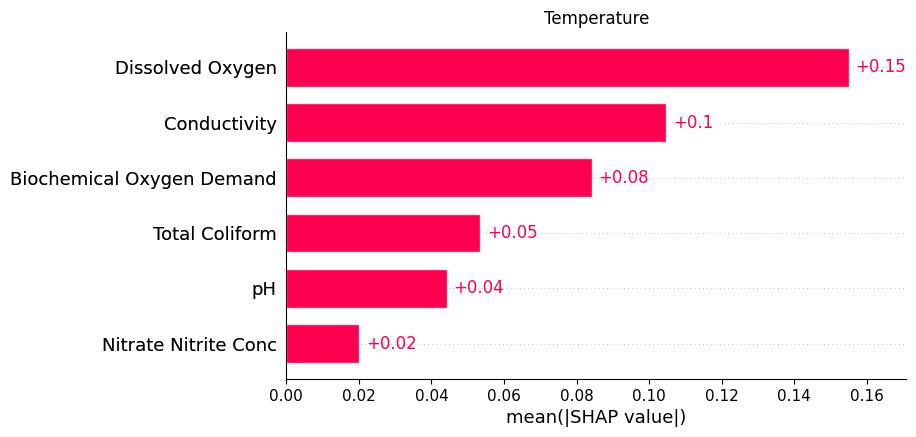 Temperature
Dissolved Oxygen +0.15
Conductivity +0.1
Biochemical Oxygen Demand +0.08
Total Coliform +0.05
pH +0.04
Nitrate Nitrite Conc +0.02
0.00 0.02 0.04 0.06 0.08 0.10 0.12 0.14 0.16
mean(|SHAP value|)